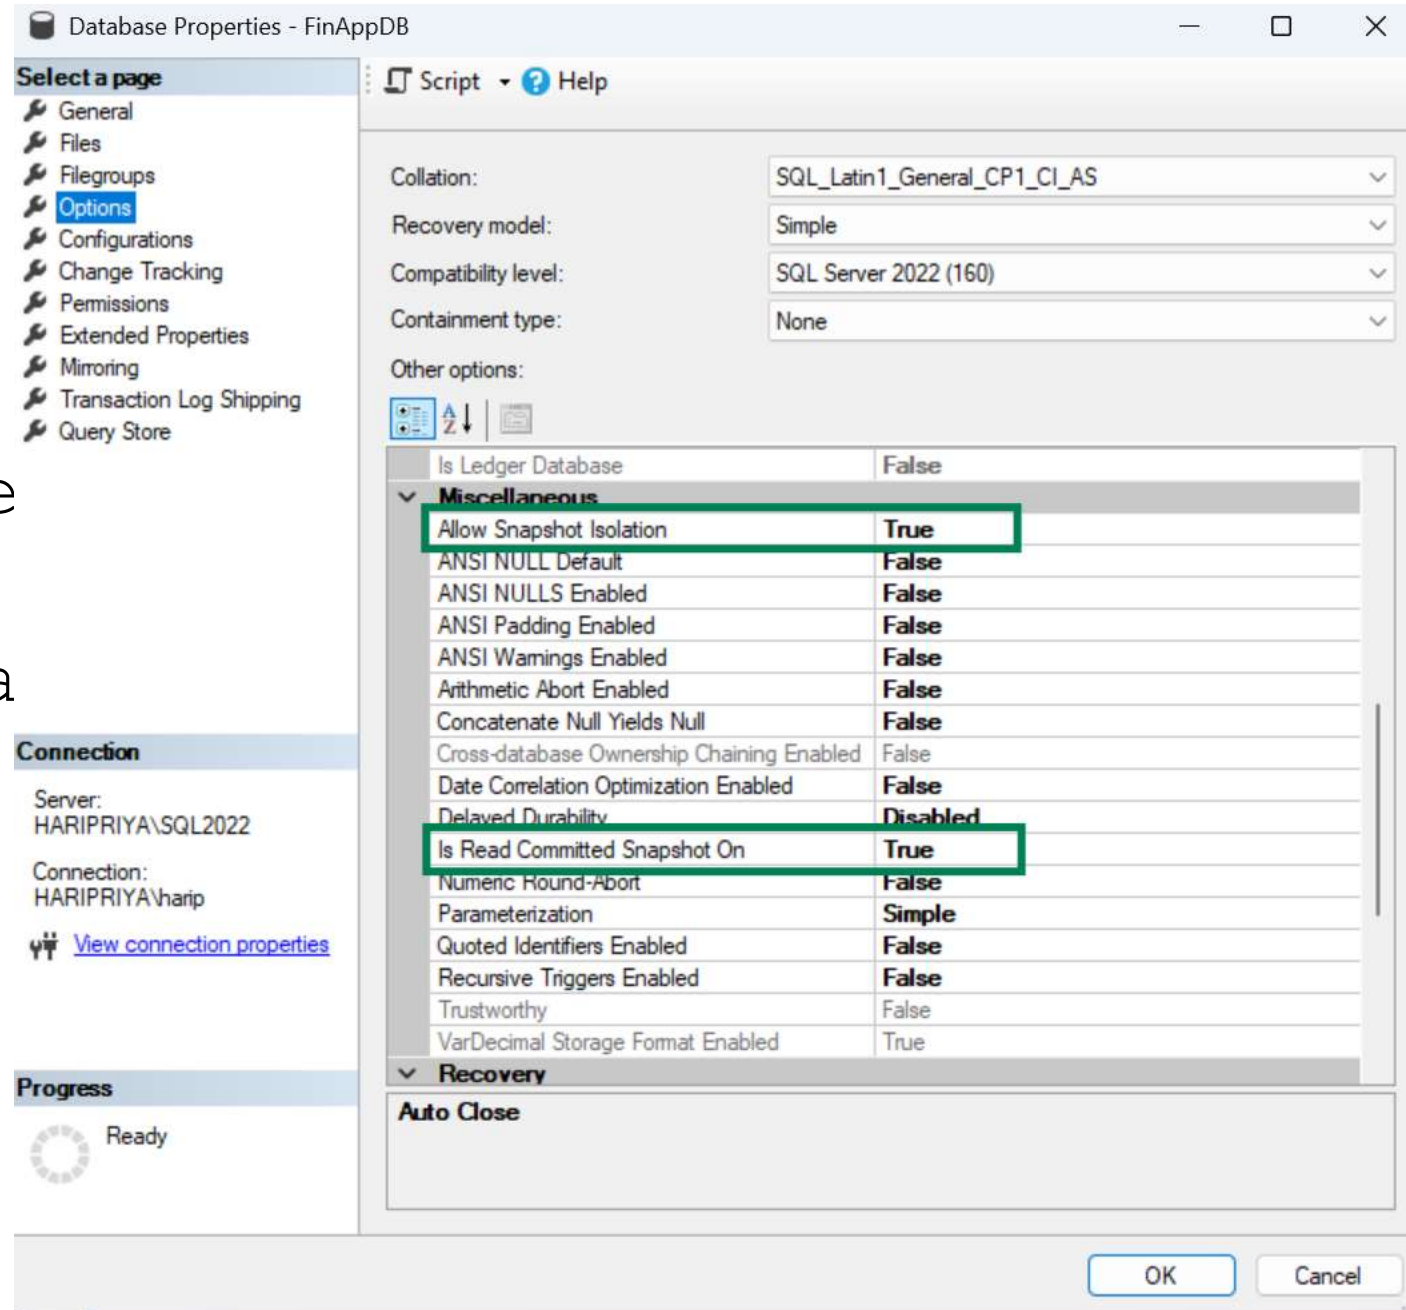 Database Properties - FinAppDB
Select a page
Script
Help
General
Files
Filegroups
Options
Configurations
Change Tracking
Permissions
Extended Properties
Mirroring
Transaction Log Shipping
Query Store
e
a
Connection
Server:
HARIPRIYA\SQL2022
Connection:
HARIPRIYA\harip
View connection properties
Progress
Ready
Collation: SQL_Latin1_General_CP1_CI_AS
Recovery model: Simple
Compatibility level: SQL Server 2022 (160)
Containment type: None
Other options:
A
Z
Is Ledger Database False
Miscellaneous
Allow Snapshot Isolation True
ANSI NULL Default False
ANSI NULLS Enabled False
ANSI Padding Enabled False
ANSI Warnings Enabled False
Arithmetic Abort Enabled False
Concatenate Null Yields Null False
Cross-database Ownership Chaining Enabled False
Date Correlation Optimization Enabled False
Delayed Durability Disabled
Is Read Committed Snapshot On True
Numeric Round-Abort False
Parameterization Simple
Quoted Identifiers Enabled False
Recursive Triggers Enabled False
Trustworthy False
VarDecimal Storage Format Enabled True
Recovery
Auto Close
OK
Cancel